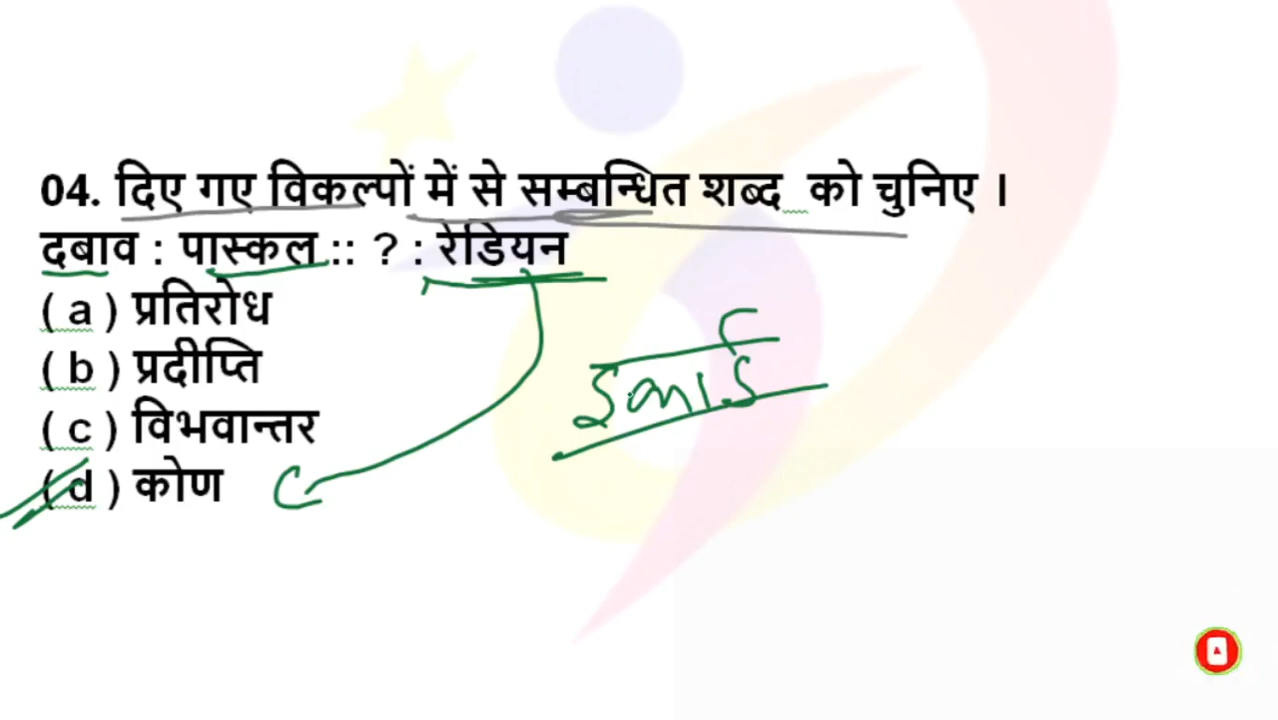 04. दिए गए विकल्पों में से सम्बन्धित शब्द को चुनिए ।
दबाव : पास्कल :: ? : रेडियन
( a ) प्रतिरोध
( b ) प्रदीप्ति
( c ) विभवान्तर
( d ) कोण
इकाई